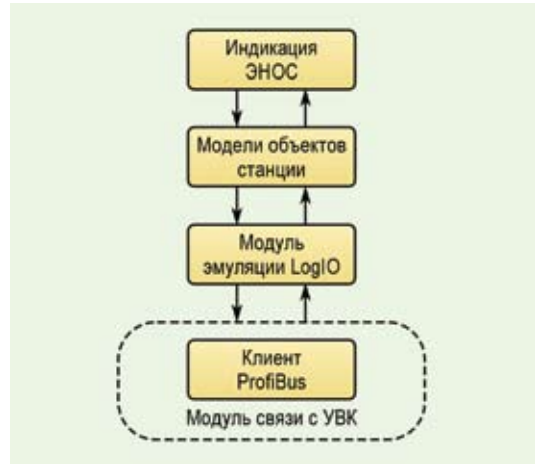 Индикация
ЭНОС
Модели объектов
станции
Модуль
эмуляции LogIO
Клиент
ProfiBus
Модуль связи с УВК